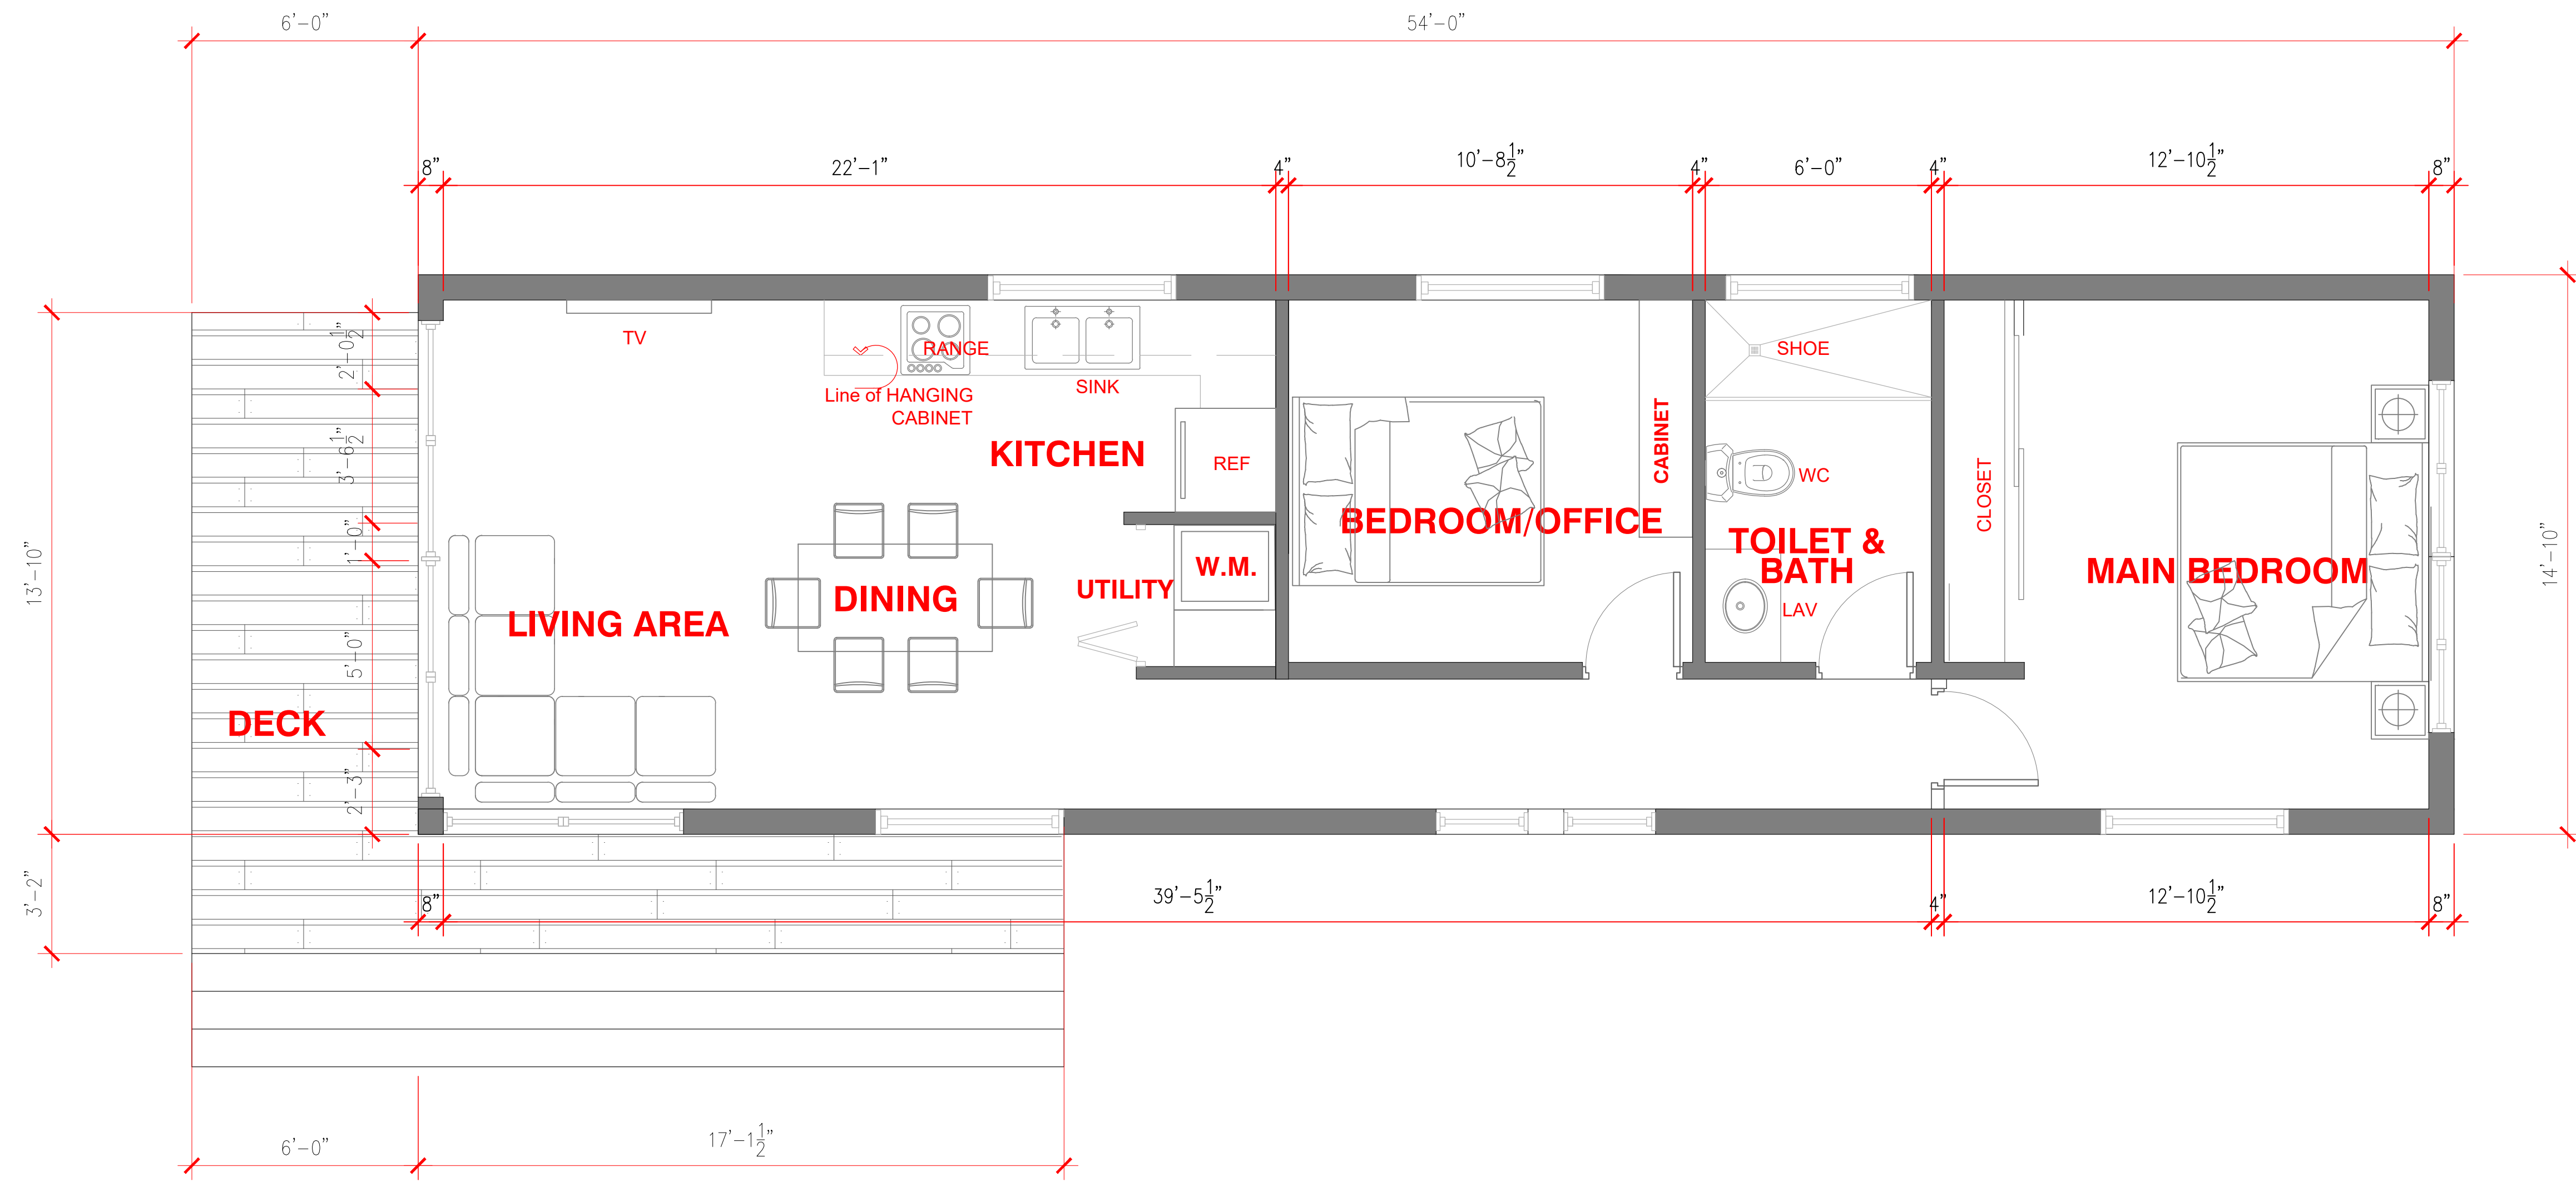 6'-0"
54'-0"
8"
22'-1"
4"
10'-8½"
4"
6'-0"
4"
12'-10½"
8"
TV
RANGE
SHOE
Line of HANGING
CABINET
SINK
KITCHEN
REF
CABINET
WC
CLOSET
BEDROOM/OFFICE
TOILET &
BATH
MAIN BEDROOM
W.M.
UTILITY
DINING
LIVING AREA
LAV
DECK
2'-0½"
3'-6½"
1'-0"
5'-0"
2'-3"
13'-10"
3'-2"
14'-10"
8"
39'-5½"
4"
12'-10½"
8"
6'-0"
17'-1½"